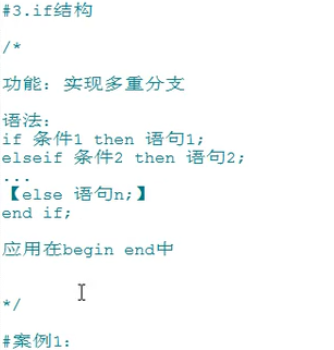 #3.if结构
/*
功能：实现多重分支
语法：
if 条件1 then 语句1;
elseif 条件2 then 语句2;
...
【else 语句n;】
end if;
应用在begin end中
*/
#案例1：